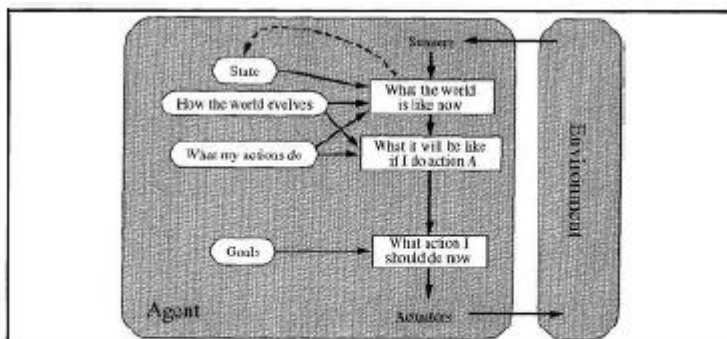 Sensors
State
What the world
is like now
How the world evolves
What it will be like
if I do action A
What my actions do
Goals
What action I
should do now
Agent
Actuators
Environment